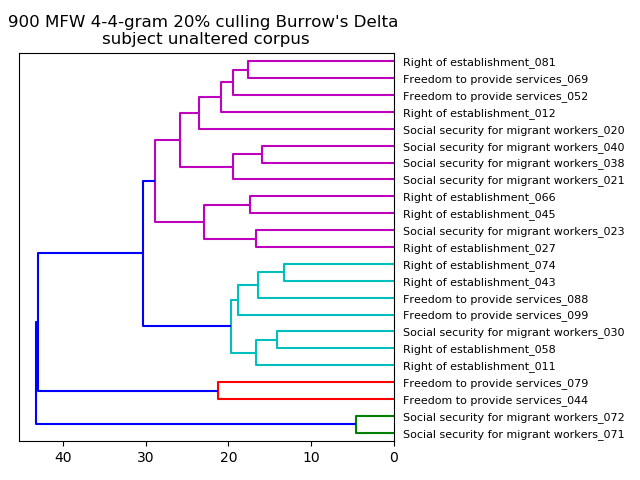 900 MFW 4-4-gram 20% culling Burrow's Delta
subject unaltered corpus
Right of establishment_081
Freedom to provide services_069
Freedom to provide services_052
Right of establishment_012
Social security for migrant workers_020
Social security for migrant workers_040
Social security for migrant workers_038
Social security for migrant workers_021
Right of establishment_066
Right of establishment_045
Social security for migrant workers_023
Right of establishment_027
Right of establishment_074
Right of establishment_043
Freedom to provide services_088
Freedom to provide services_099
Social security for migrant workers_030
Right of establishment_058
Right of establishment_011
Freedom to provide services_079
Freedom to provide services_044
Social security for migrant workers_072
Social security for migrant workers_071
40 30 20 10 0